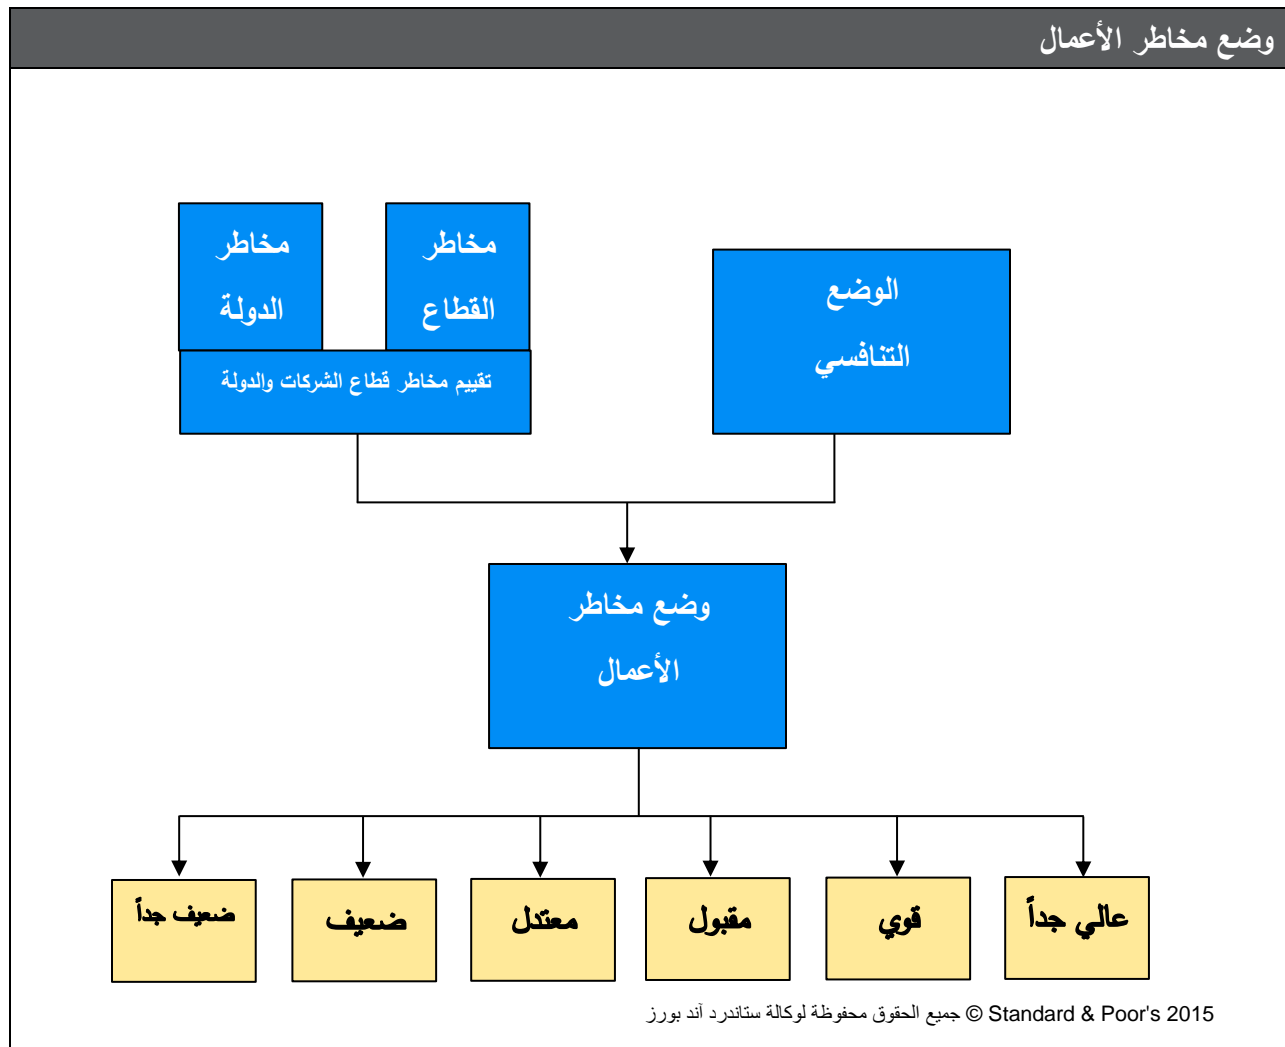 وضع مخاطر الأعمال
مخاطر
القطاع
مخاطر
الدولة
تقييم مخاطر قطاع الشركات والدولة
الوضع
التنافسي
وضع مخاطر
الأعمال
عالي جداً
قوي
مقبول
معتدل
ضعيف
ضعيف جداً
Standard & Poor's 2015 © جميع الحقوق محفوظة لوكالة ستاندرد آند بورز